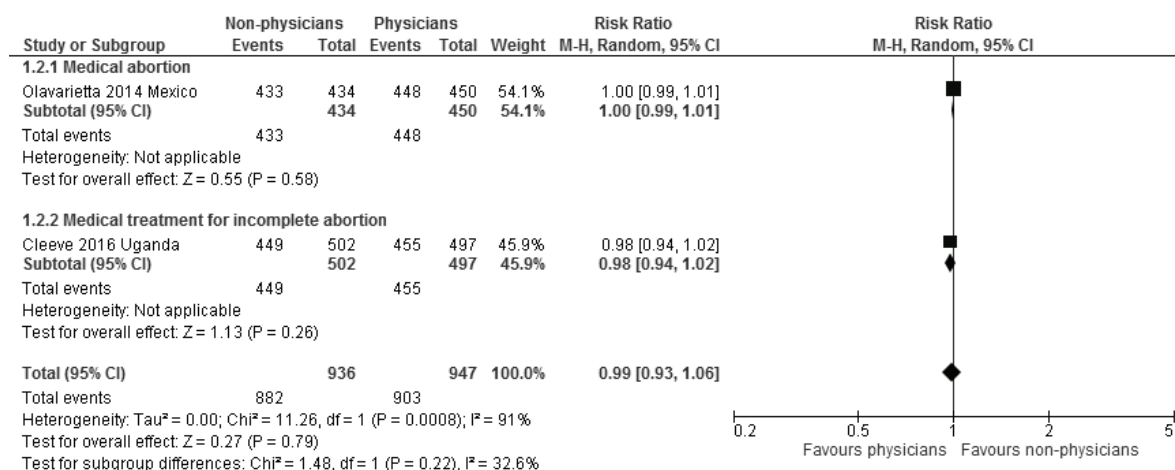 Non-physicians Physicians Risk Ratio Risk Ratio
Study or Subgroup Events Total Events Total Weight M-H, Random, 95% CI M-H, Random, 95% CI
1.2.1 Medical abortion
Olavarietta 2014 Mexico 433 434 448 450 54.1% 1.00 [0.99, 1.01]
Subtotal (95% CI) 434 450 54.1% 1.00 [0.99, 1.01]
Total events 433 448
Heterogeneity: Not applicable
Test for overall effect: Z = 0.55 (P = 0.58)
1.2.2 Medical treatment for incomplete abortion
Cleeve 2016 Uganda 449 502 455 497 45.9% 0.98 [0.94, 1.02]
Subtotal (95% CI) 502 497 45.9% 0.98 [0.94, 1.02]
Total events 449 455
Heterogeneity: Not applicable
Test for overall effect: Z = 1.13 (P = 0.26)
Total (95% CI) 936 947 100.0% 0.99 [0.93, 1.06]
Total events 882 903
Heterogeneity: Tau² = 0.00; Chi² = 11.26, df = 1 (P = 0.0008); I² = 91%
Test for overall effect: Z = 0.27 (P = 0.79)
Test for subgroup differences: Chi² = 1.48, df = 1 (P = 0.22), I² = 32.6%
0.2 0.5 1 2 5
Favours physicians Favours non-physicians